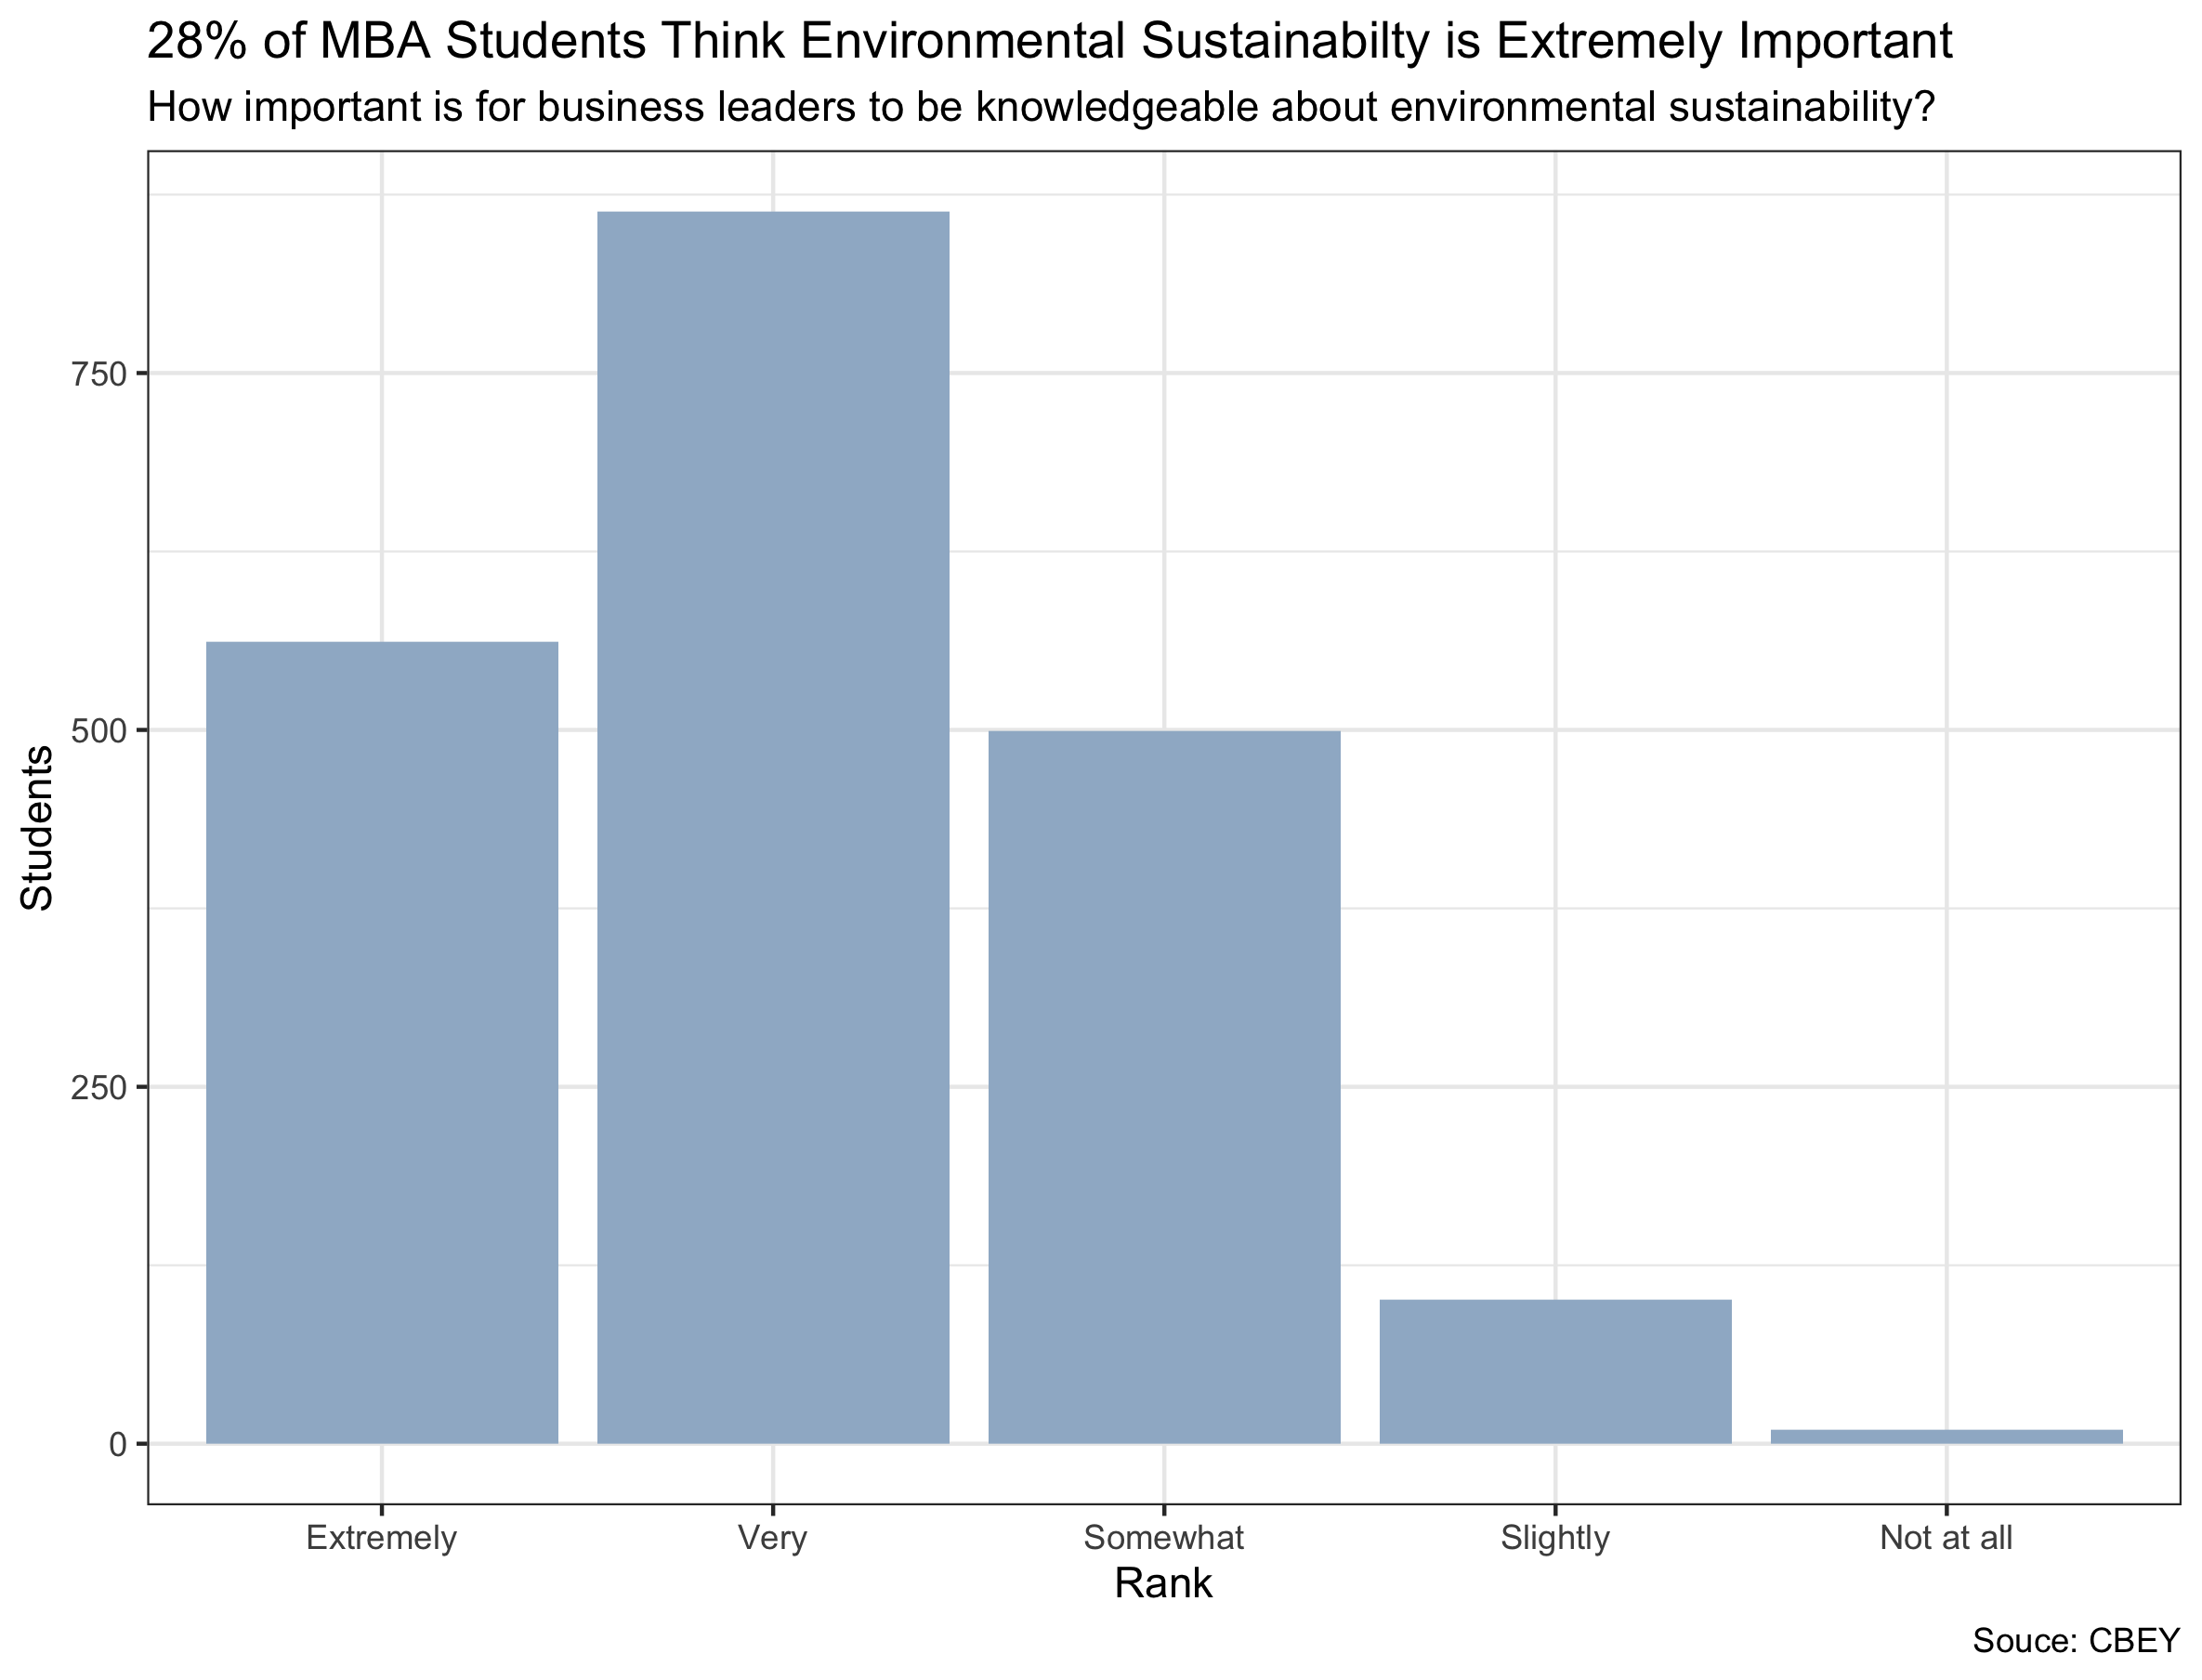 28% of MBA Students Think Environmental Sustainabilty is Extremely Important
How important is for business leaders to be knowledgeable about environmental sustainability?
750
500
250
0
Students
Extremely
Very
Somewhat
Slightly
Not at all
Rank
Souce: CBEY